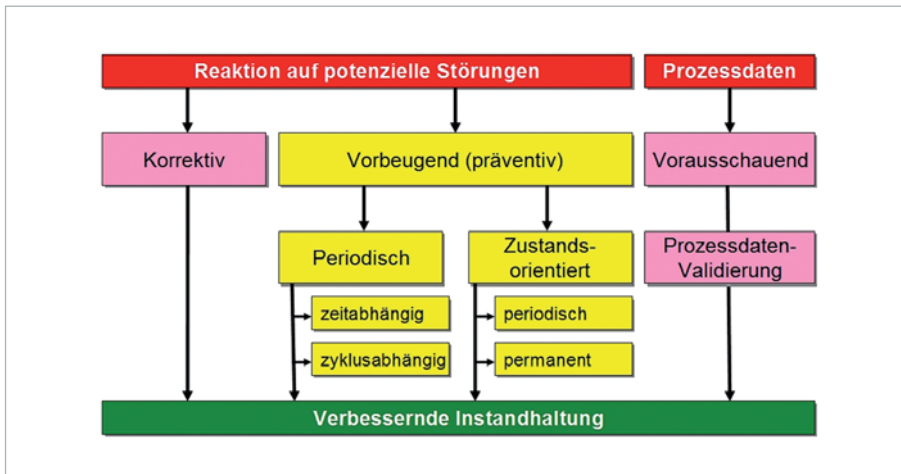 Reaktion auf potenzielle Störungen
Prozessdaten
Korrektiv
Vorbeugend (präventiv)
Vorausschauend
Periodisch
Zustands-
orientiert
Prozessdaten-
Validierung
zeitabhängig
periodisch
zyklusabhängig
permanent
Verbessernde Instandhaltung